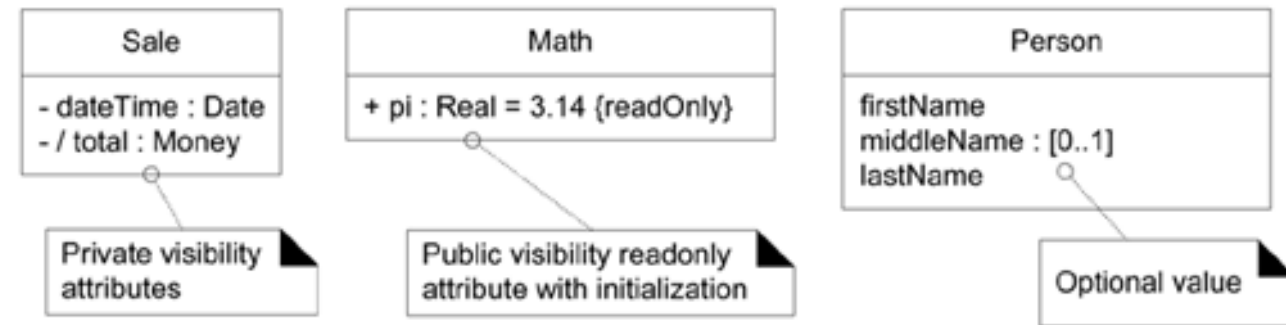 Sale
- dateTime : Date
- / total : Money
Private visibility
attributes
Math
+ pi : Real = 3.14 {readOnly}
Public visibility readonly
attribute with initialization
Person
firstName
middleName : [0..1]
lastName
Optional value